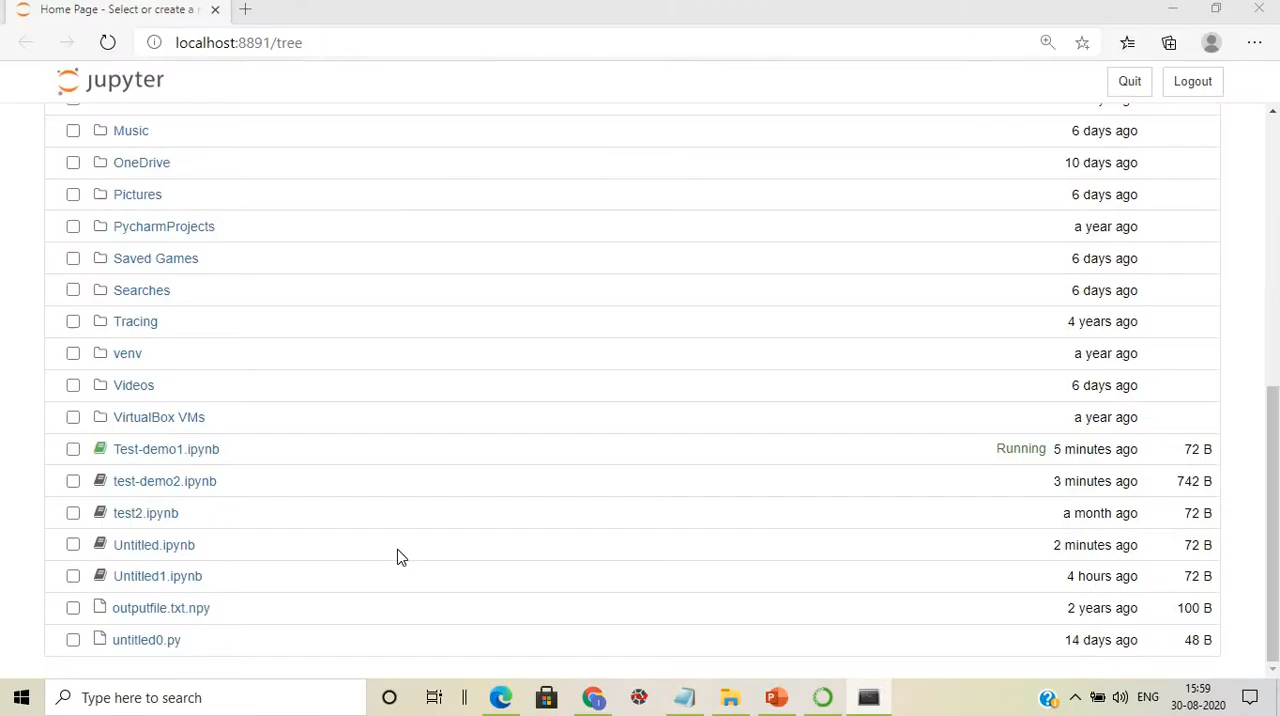 Home Page - Select or create a n
localhost:8891/tree
jupyter
Quit
Logout
Music 6 days ago
OneDrive 10 days ago
Pictures 6 days ago
PycharmProjects a year ago
Saved Games 6 days ago
Searches 6 days ago
Tracing 4 years ago
venv a year ago
Videos 6 days ago
VirtualBox VMs a year ago
Test-demo1.ipynb Running 5 minutes ago 72 B
test-demo2.ipynb 3 minutes ago 742 B
test2.ipynb a month ago 72 B
Untitled.ipynb 2 minutes ago 72 B
Untitled1.ipynb 4 hours ago 72 B
outputfile.txt.npy 2 years ago 100 B
untitled0.py 14 days ago 48 B
Type here to search
ENG
15:59
30-08-2020